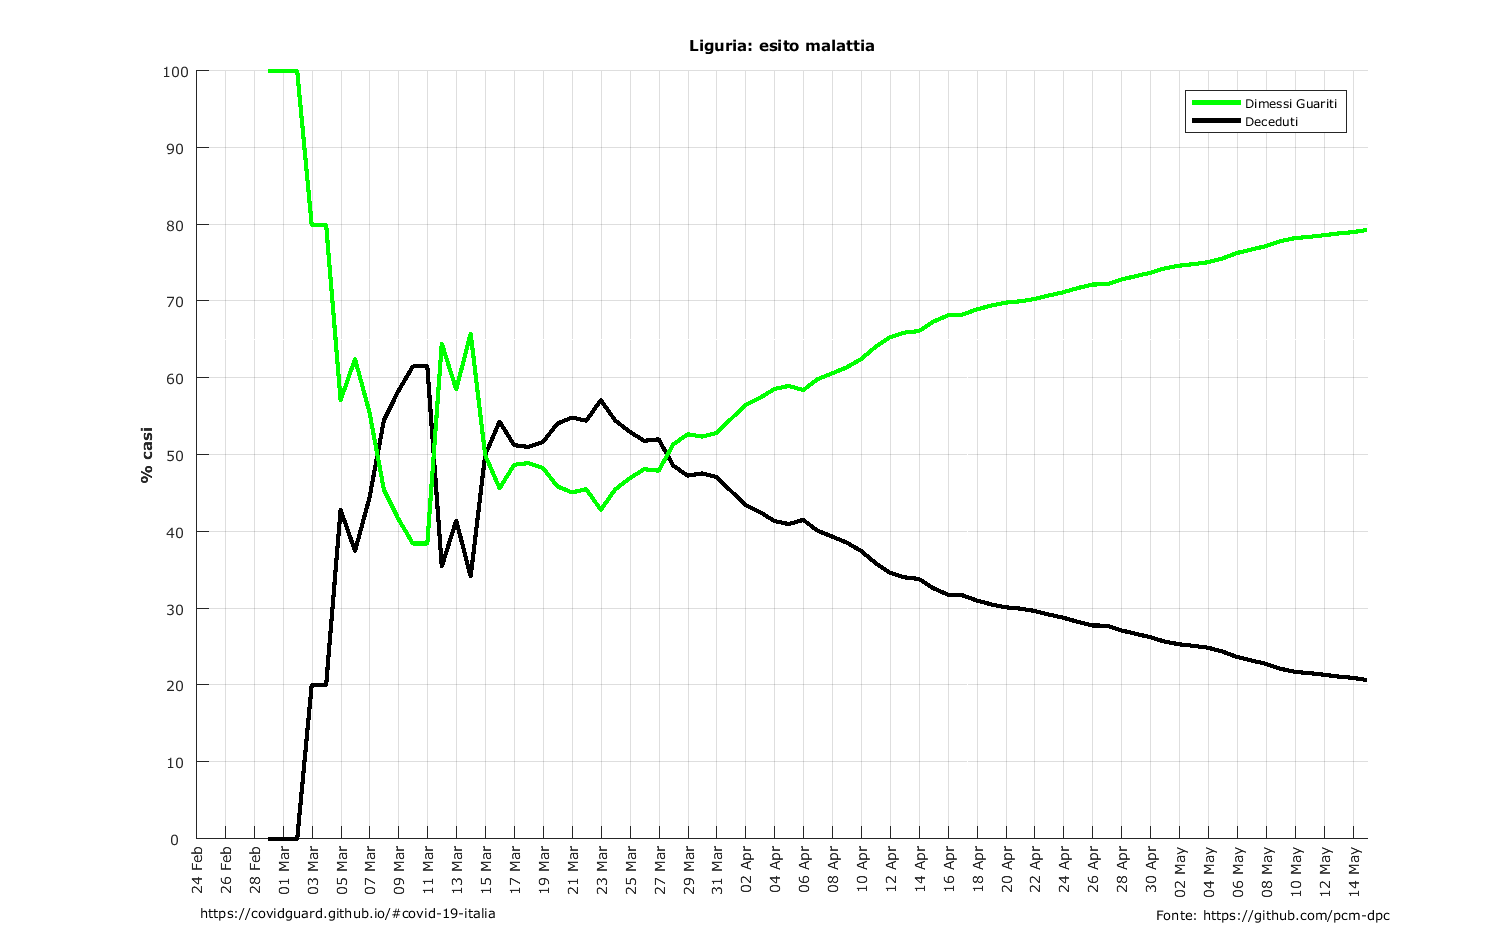 Liguria: esito malattia
Dimessi Guariti
Deceduti
% casi
100
90
80
70
60
50
40
30
20
10
0
24 Feb
26 Feb
28 Feb
01 Mar
03 Mar
05 Mar
07 Mar
09 Mar
11 Mar
13 Mar
15 Mar
17 Mar
19 Mar
21 Mar
23 Mar
25 Mar
27 Mar
29 Mar
31 Mar
02 Apr
04 Apr
06 Apr
08 Apr
10 Apr
12 Apr
14 Apr
16 Apr
18 Apr
20 Apr
22 Apr
24 Apr
26 Apr
28 Apr
30 Apr
02 May
04 May
06 May
08 May
10 May
12 May
14 May
https://covidguard.github.io/#covid-19-italia
Fonte: https://github.com/pcm-dpc